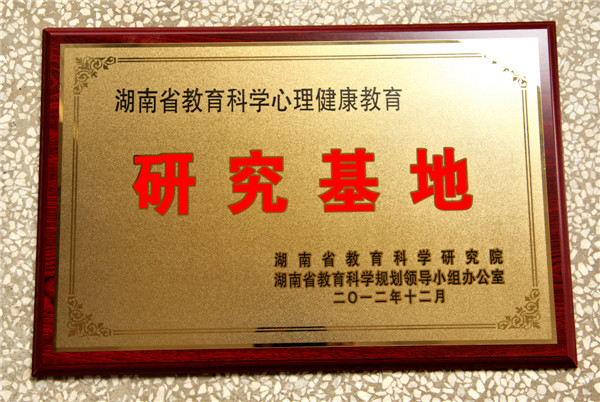 湖南省教育科学心理健康教育
研究基地
湖南省教育科学研究院
湖南省教育科学规划领导小组办公室
二〇一二年十二月